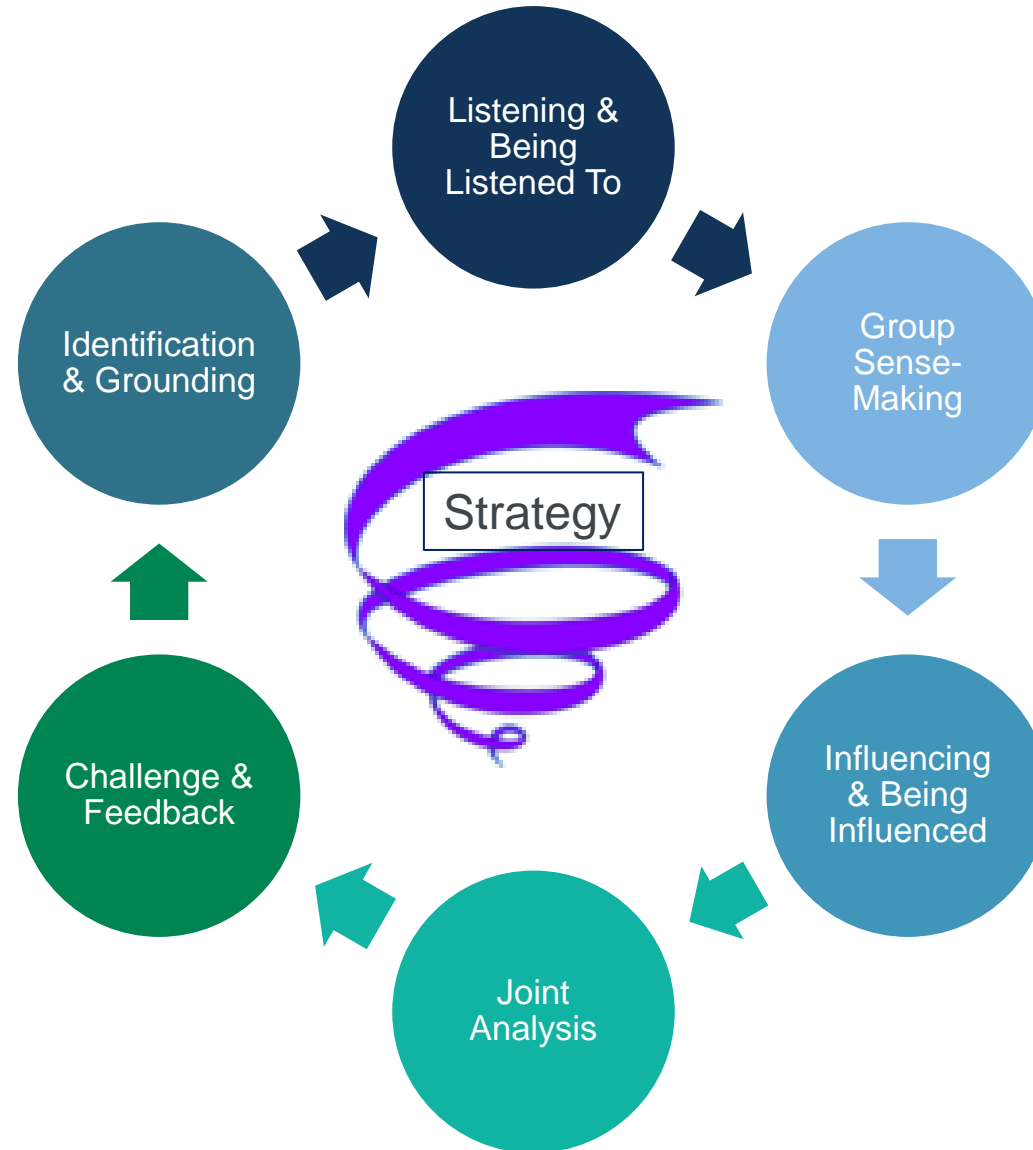 Listening &
Being
Listened To
Group
Sense-
Making
Influencing
& Being
Influenced
Joint
Analysis
Challenge &
Feedback
Identification
& Grounding
Strategy